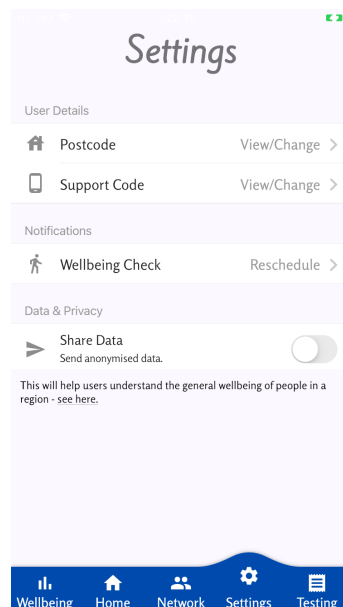 Settings
User Details
Postcode View/Change
Support Code View/Change
Notifications
Wellbeing Check Reschedule
Data & Privacy
Share Data
Send anonymised data.
This will help users understand the general wellbeing of people in a
region - see here.
Wellbeing Home Network Settings Testing